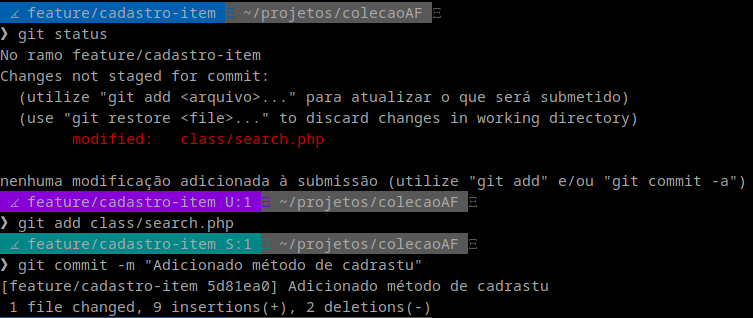 feature/cadastro-item ~/projetos/colecaoAF
❯ git status
No ramo feature/cadastro-item
Changes not staged for commit:
(utilize "git add <arquivo>..." para atualizar o que será submetido)
(use "git restore <file>..." to discard changes in working directory)
modified: class/search.php
nenhuma modificação adicionada à submissão (utilize "git add" e/ou "git commit -a")
feature/cadastro-item U:1 ~/projetos/colecaoAF
❯ git add class/search.php
feature/cadastro-item S:1 ~/projetos/colecaoAF
❯ git commit -m "Adicionado método de cadrastu"
[feature/cadastro-item 5d81ea0] Adicionado método de cadrastu
1 file changed, 9 insertions(+), 2 deletions(-)